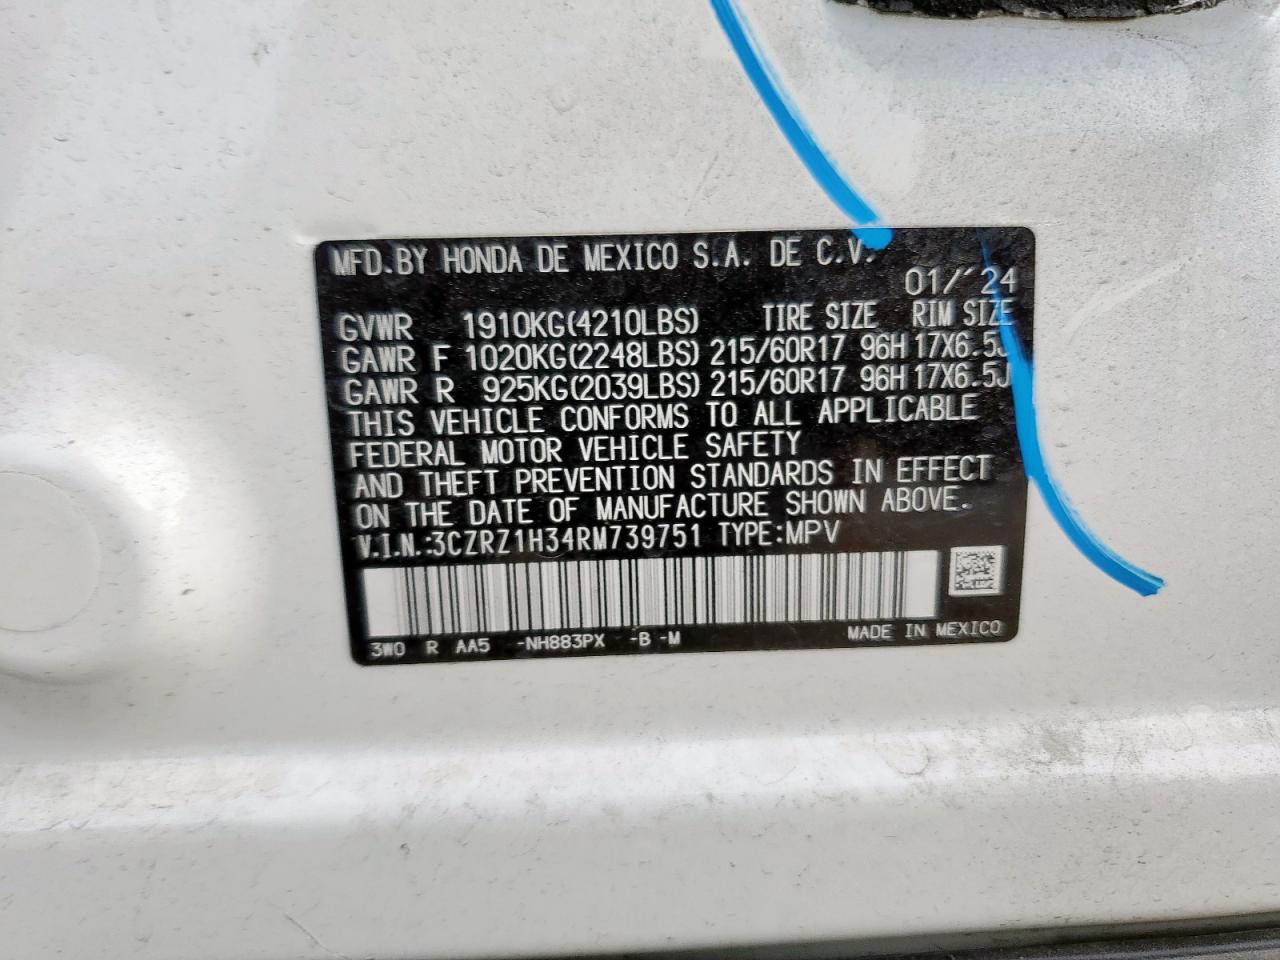 MFD.BY HONDA DE MEXICO S.A. DE C.V.
01/´24
GVWR 1910KG(4210LBS) TIRE SIZE RIM SIZE
GAWR F 1020KG(2248LBS) 215/60R17 96H 17X6.5J
GAWR R 925KG(2039LBS) 215/60R17 96H 17X6.5J
THIS VEHICLE CONFORMS TO ALL APPLICABLE
FEDERAL MOTOR VEHICLE SAFETY
AND THEFT PREVENTION STANDARDS IN EFFECT
ON THE DATE OF MANUFACTURE SHOWN ABOVE.
V.I.N.:3CZRZ1H34RM739751 TYPE:MPV
3W0 R AA5 -NH883PX -B -M MADE IN MEXICO